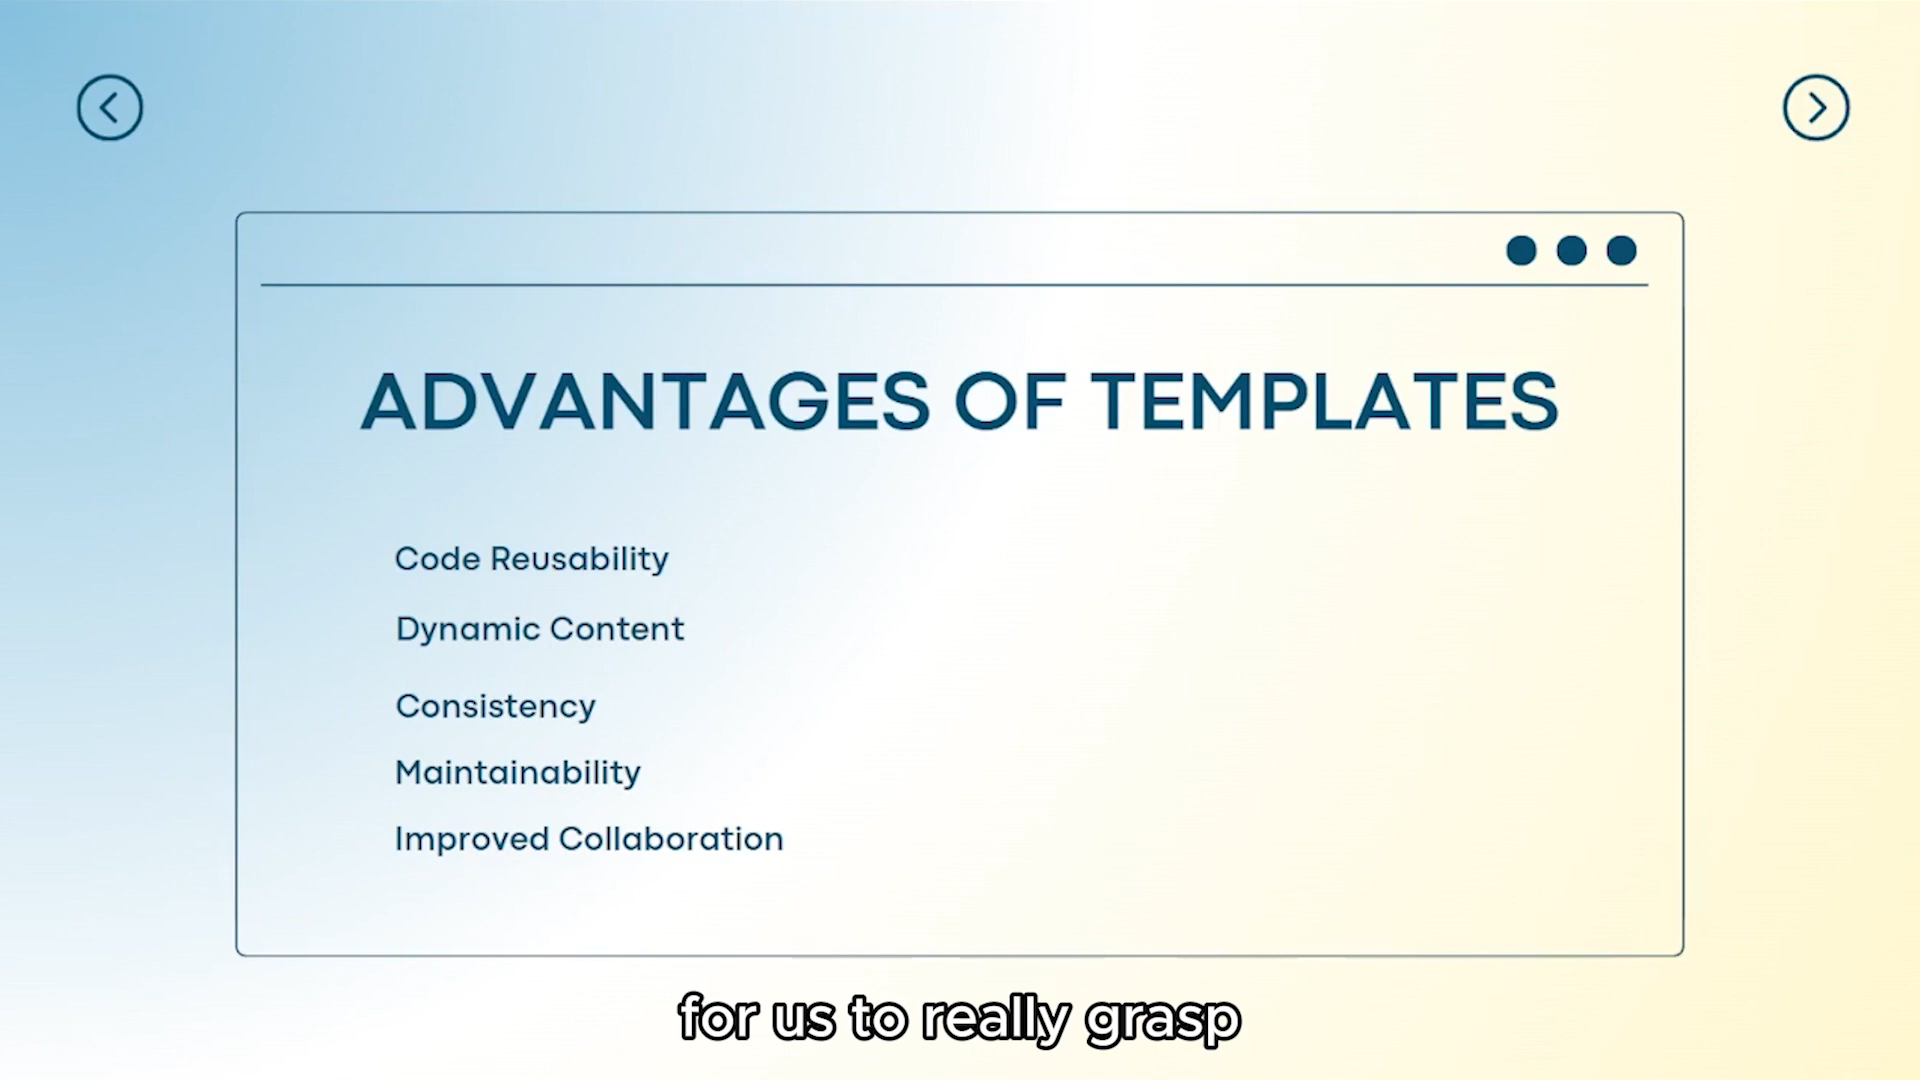 ADVANTAGES OF TEMPLATES
Code Reusability
Dynamic Content
Consistency
Maintainability
Improved Collaboration
for us to really grasp